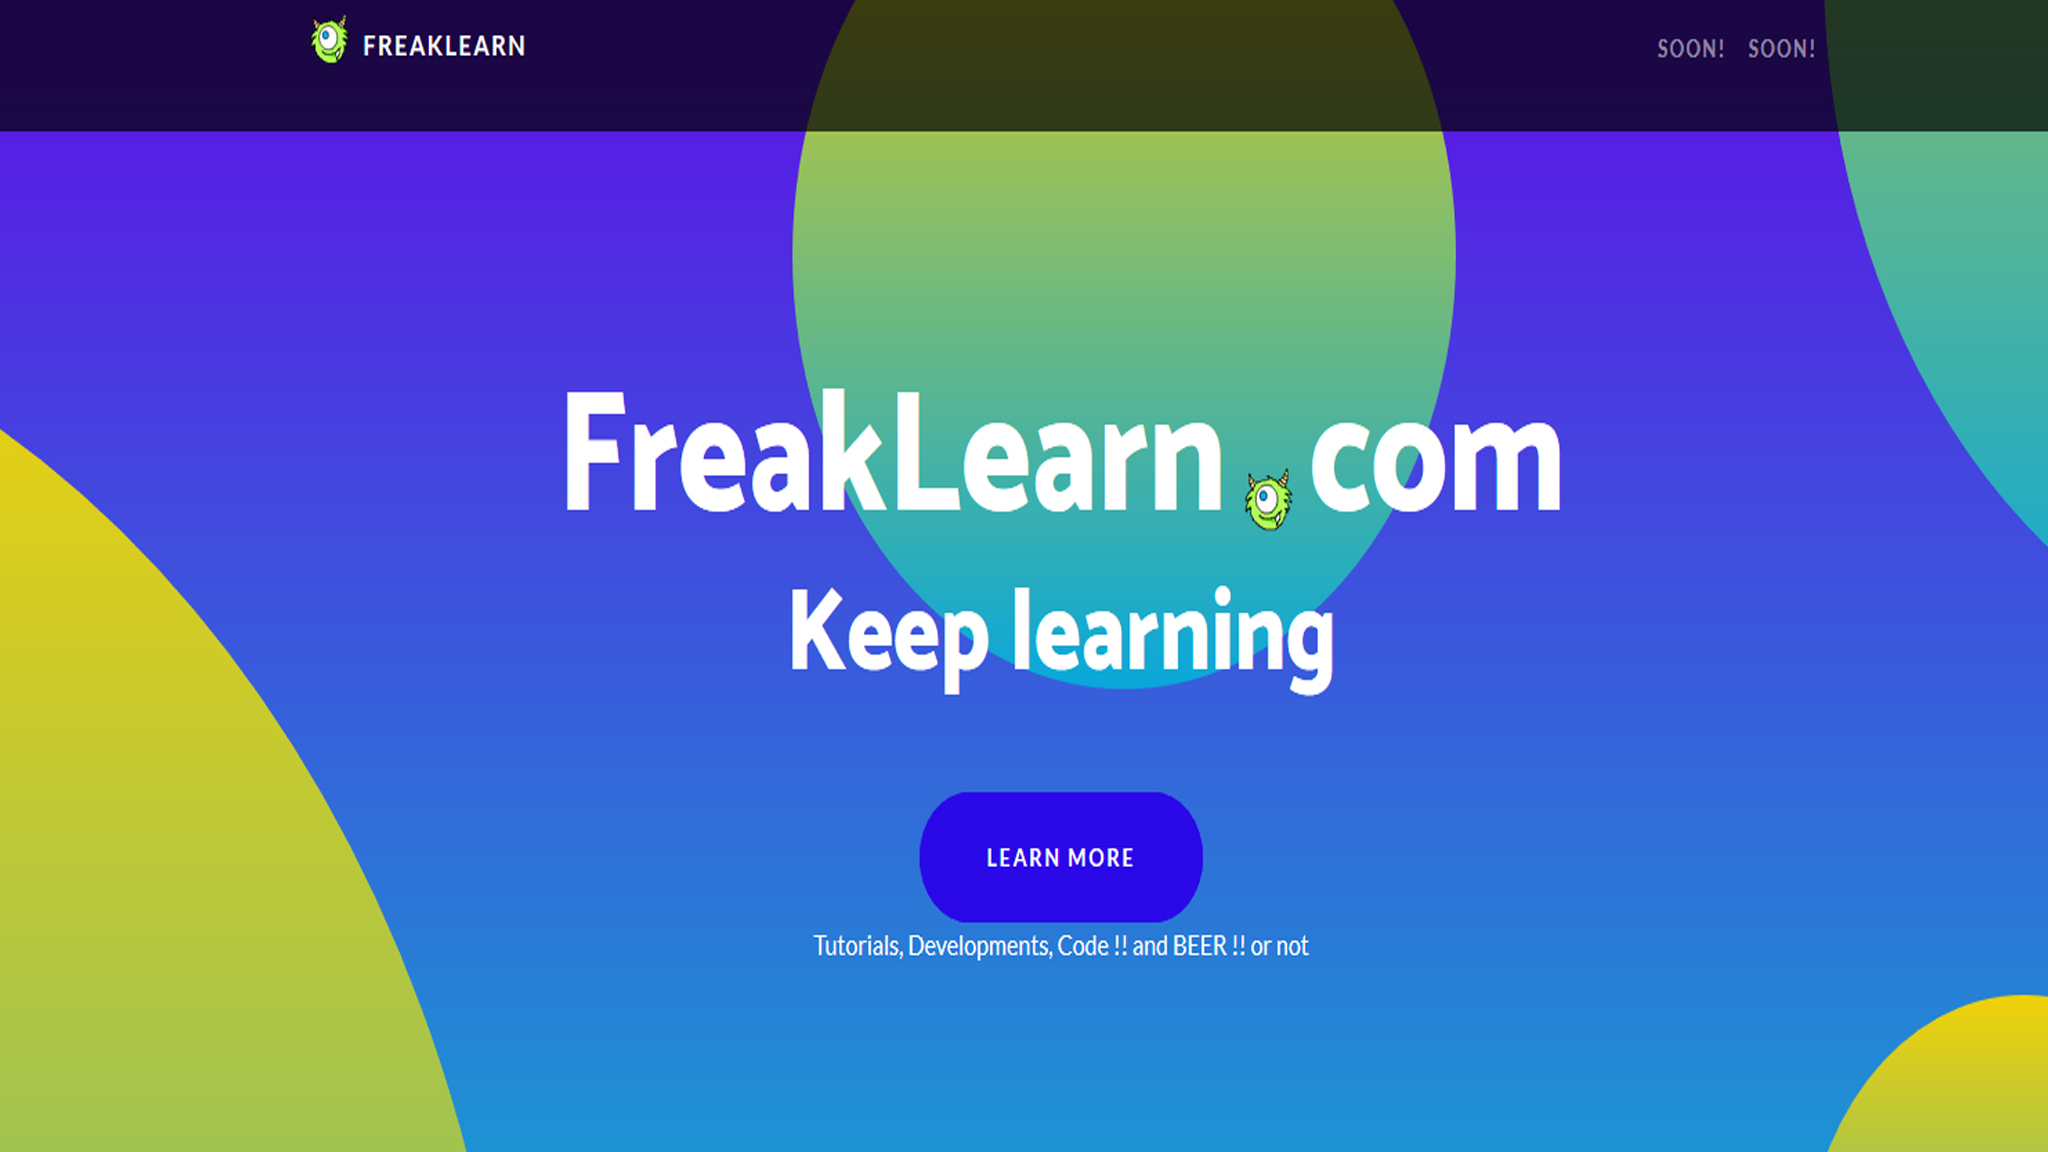 FREAKLEARN
SOON! SOON!
FreakLearn.com
Keep learning
LEARN MORE
Tutorials, Developments, Code !! and BEER !! or not